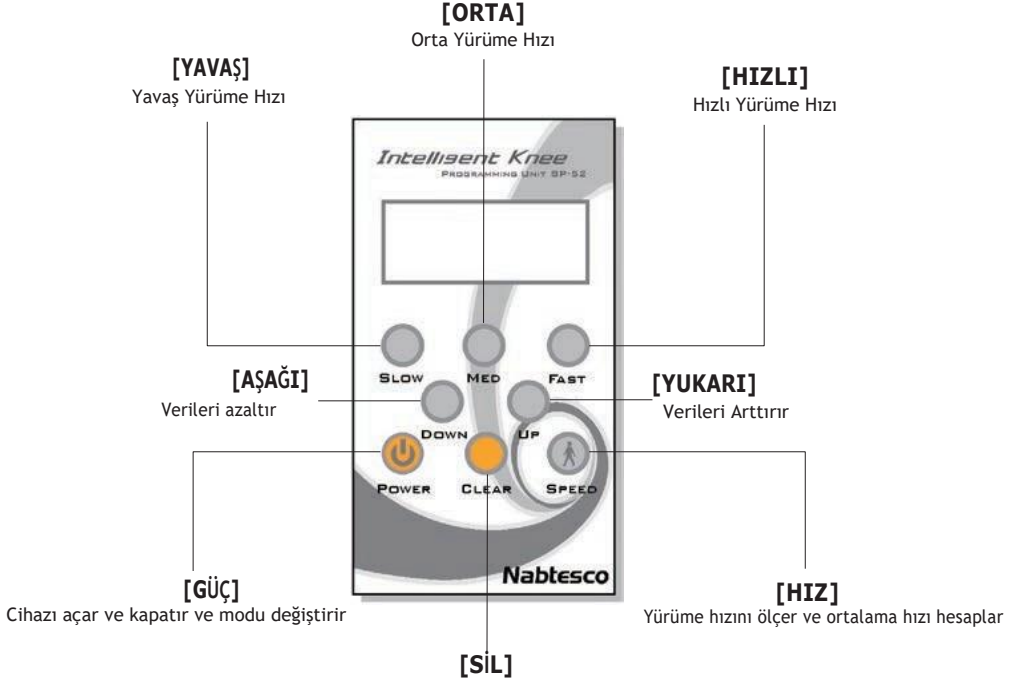 [ORTA]
Orta Yürüme Hızı
[YAVAŞ]
Yavaş Yürüme Hızı
[HIZLI]
Hızlı Yürüme Hızı
Intelligent Knee
PROGRAMMING UNIT SP-52
SLOW
MED
FAST
[AŞAĞI]
Verileri azaltır
[YUKARI]
Verileri Arttırır
DOWN
UP
POWER
CLEAR
SPEED
Nabtesco
[GÜÇ]
Cihazı açar ve kapatır ve modu değiştirir
[HIZ]
Yürüme hızını ölçer ve ortalama hızı hesaplar
[SİL]